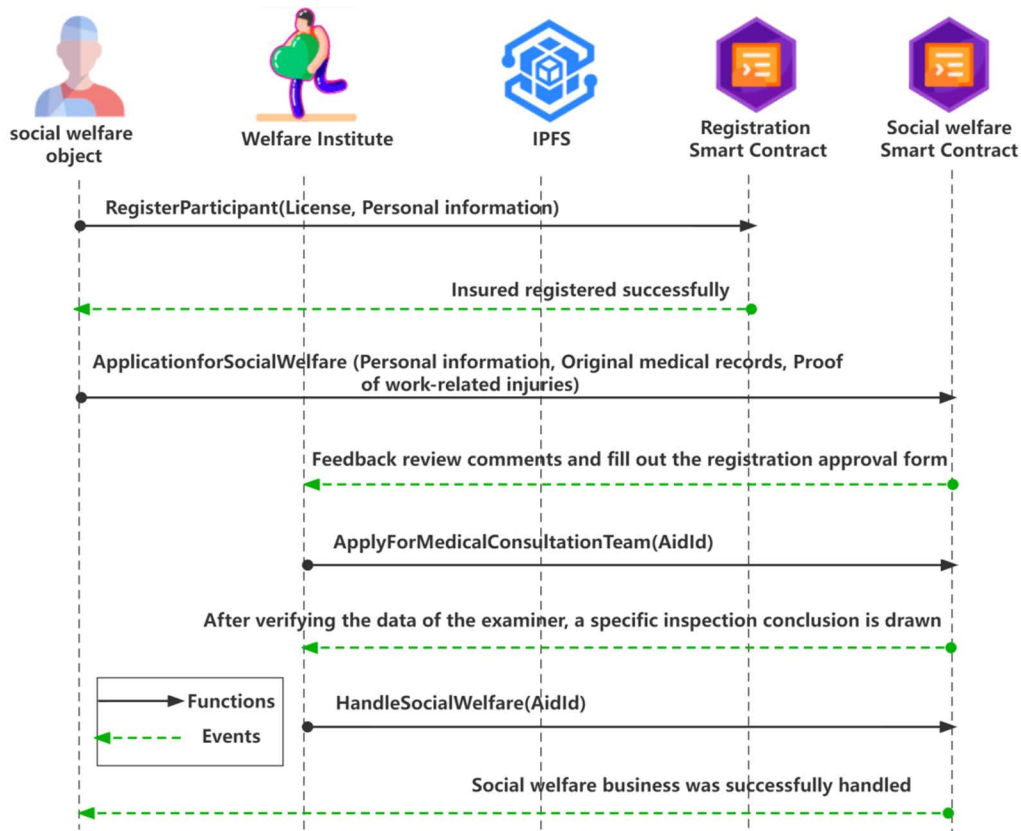 social welfare
object
Welfare Institute
IPFS
Registration
Smart Contract
Social welfare
Smart Contract
RegisterParticipant(License, Personal information)
Insured registered successfully
ApplicationforSocialWelfare (Personal information, Original medical records, Proof
of work-related injuries)
Feedback review comments and fill out the registration approval form
ApplyForMedicalConsultationTeam(AidId)
After verifying the data of the examiner, a specific inspection conclusion is drawn
HandleSocialWelfare(AidId)
Functions
Events
Social welfare business was successfully handled